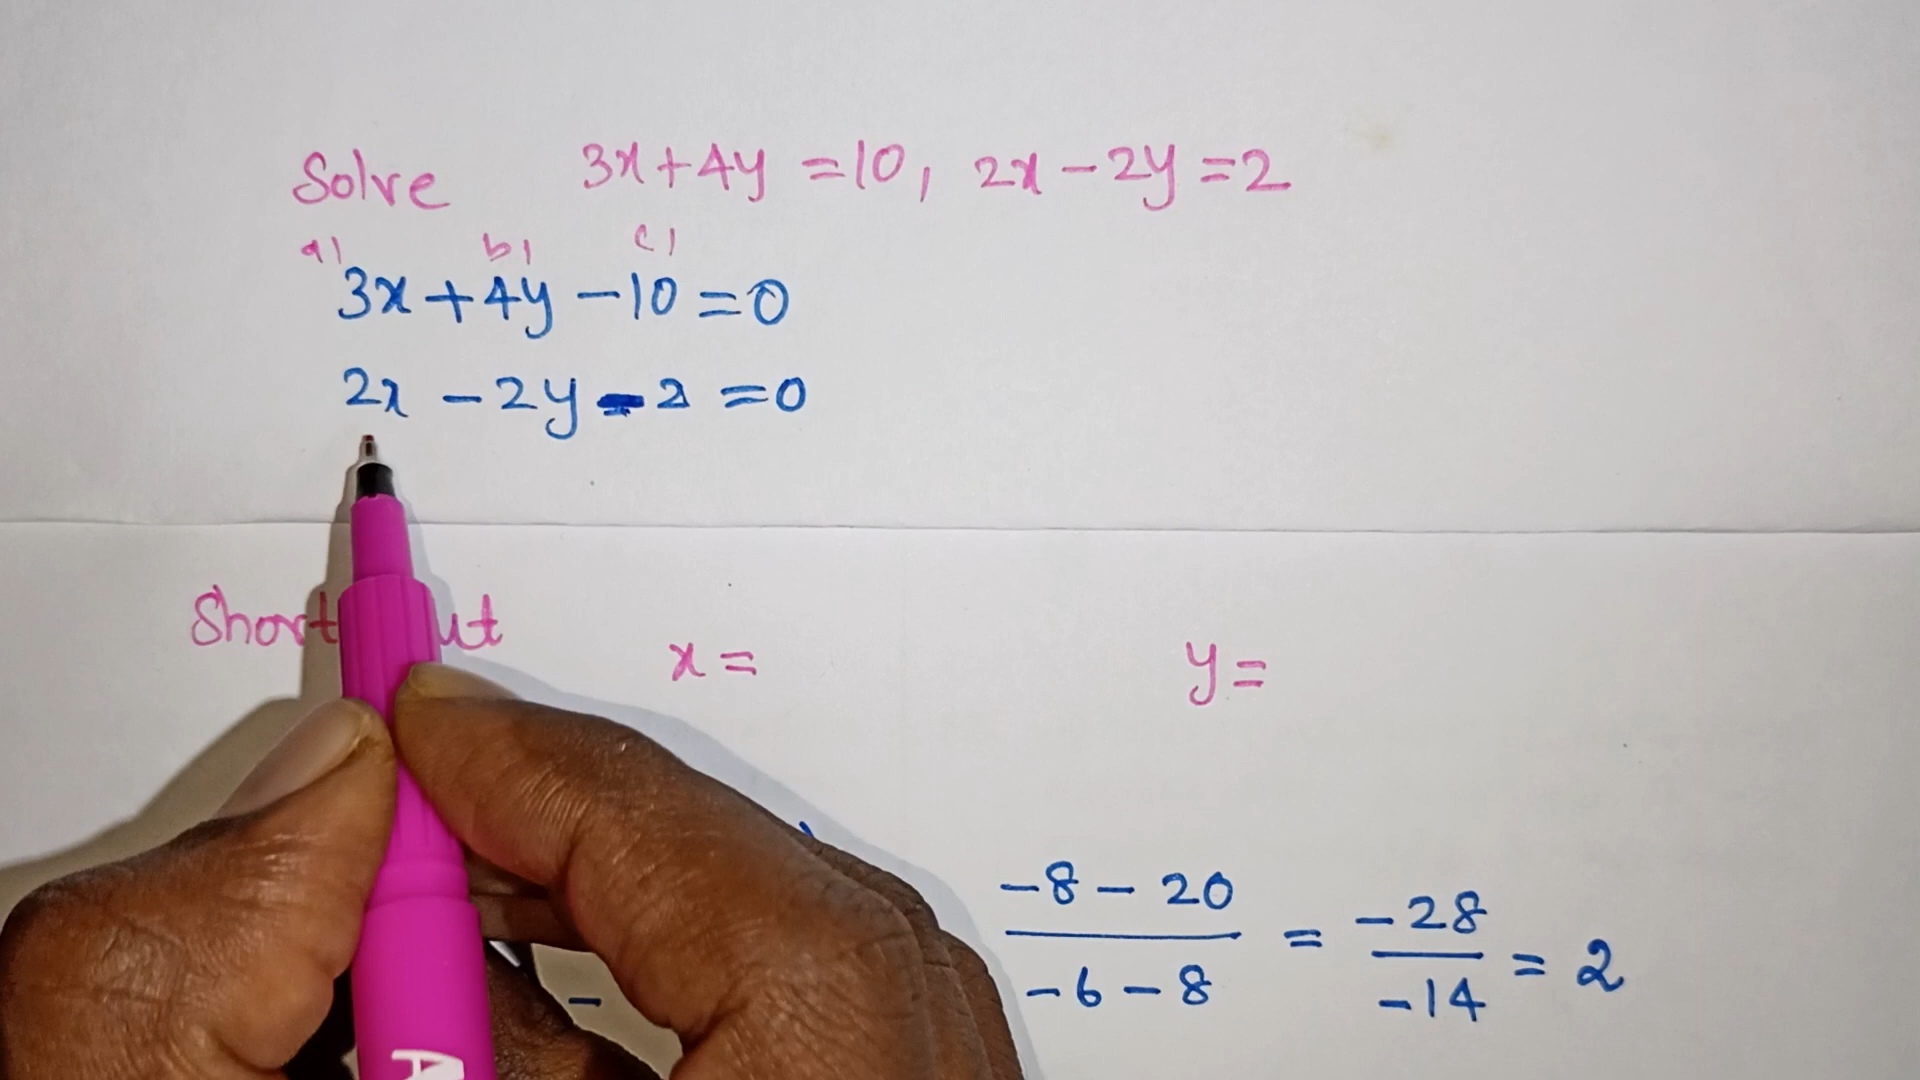 Solve 3x+4y=10, 2x-2y=2
a1 b1 c1
3x+4y-10=0
2x-2y-2=0
x= y=
-8-20
-6-8
= -28
-14
= 2